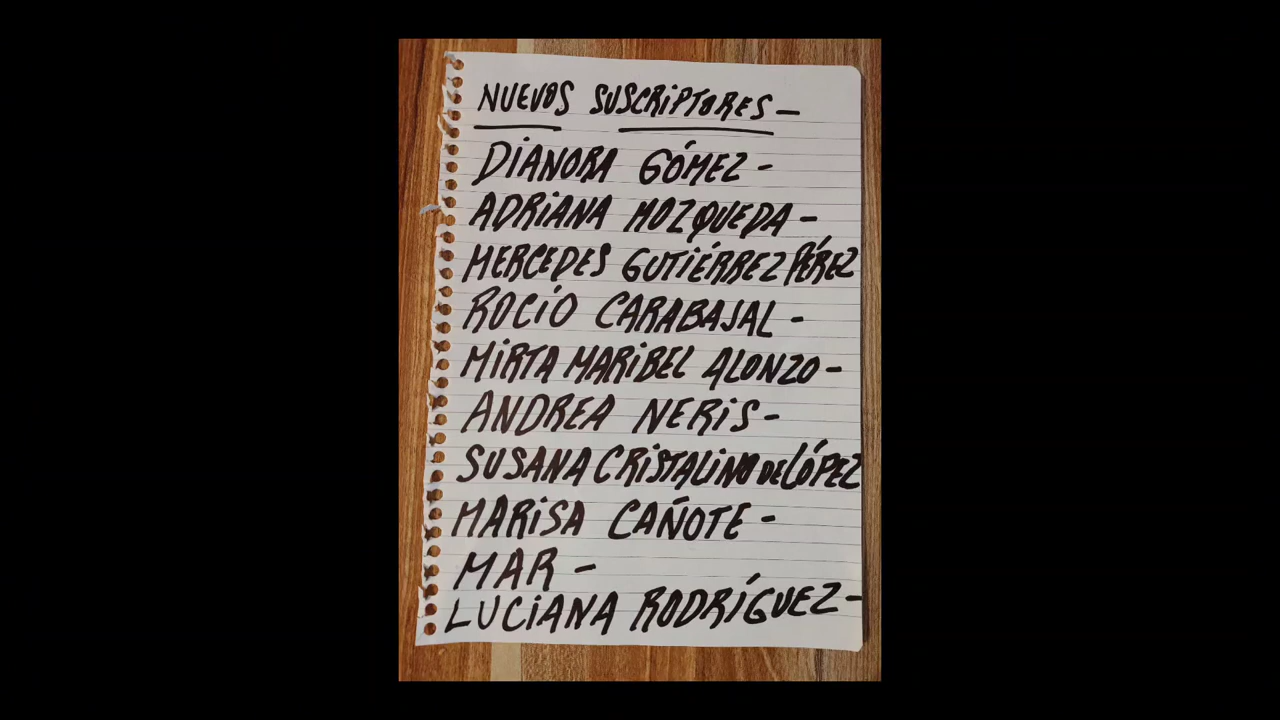 NUEVOS SUSCRIPTORES -
DIANORA GÓMEZ -
ADRIANA MOZQUEDA -
MERCEDES GUTIÉRREZ PÉREZ
ROCIO CARABAJAL -
MIRTA MARIBEL ALONZO -
ANDREA NERIS -
SUSANA CRISTALINO DE LÓPEZ
MARISA CAÑOTE -
MAR -
LUCIANA RODRÍGUEZ -